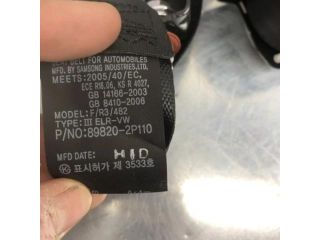 SEAT BELT FOR AUTOMOBILES
MFD BY SAMSONG INDUSTRIES,LTD.
MEETS:2005/40/EC,
ECE R16.06, KS R 4027,
GB 14166-2003
GB 8410-2006
MODEL:F/R3/482
TYPE:III ELR-VW
P/NO:89820-2P110
MFD DATE: HID
KS 표시허가 제 3533호